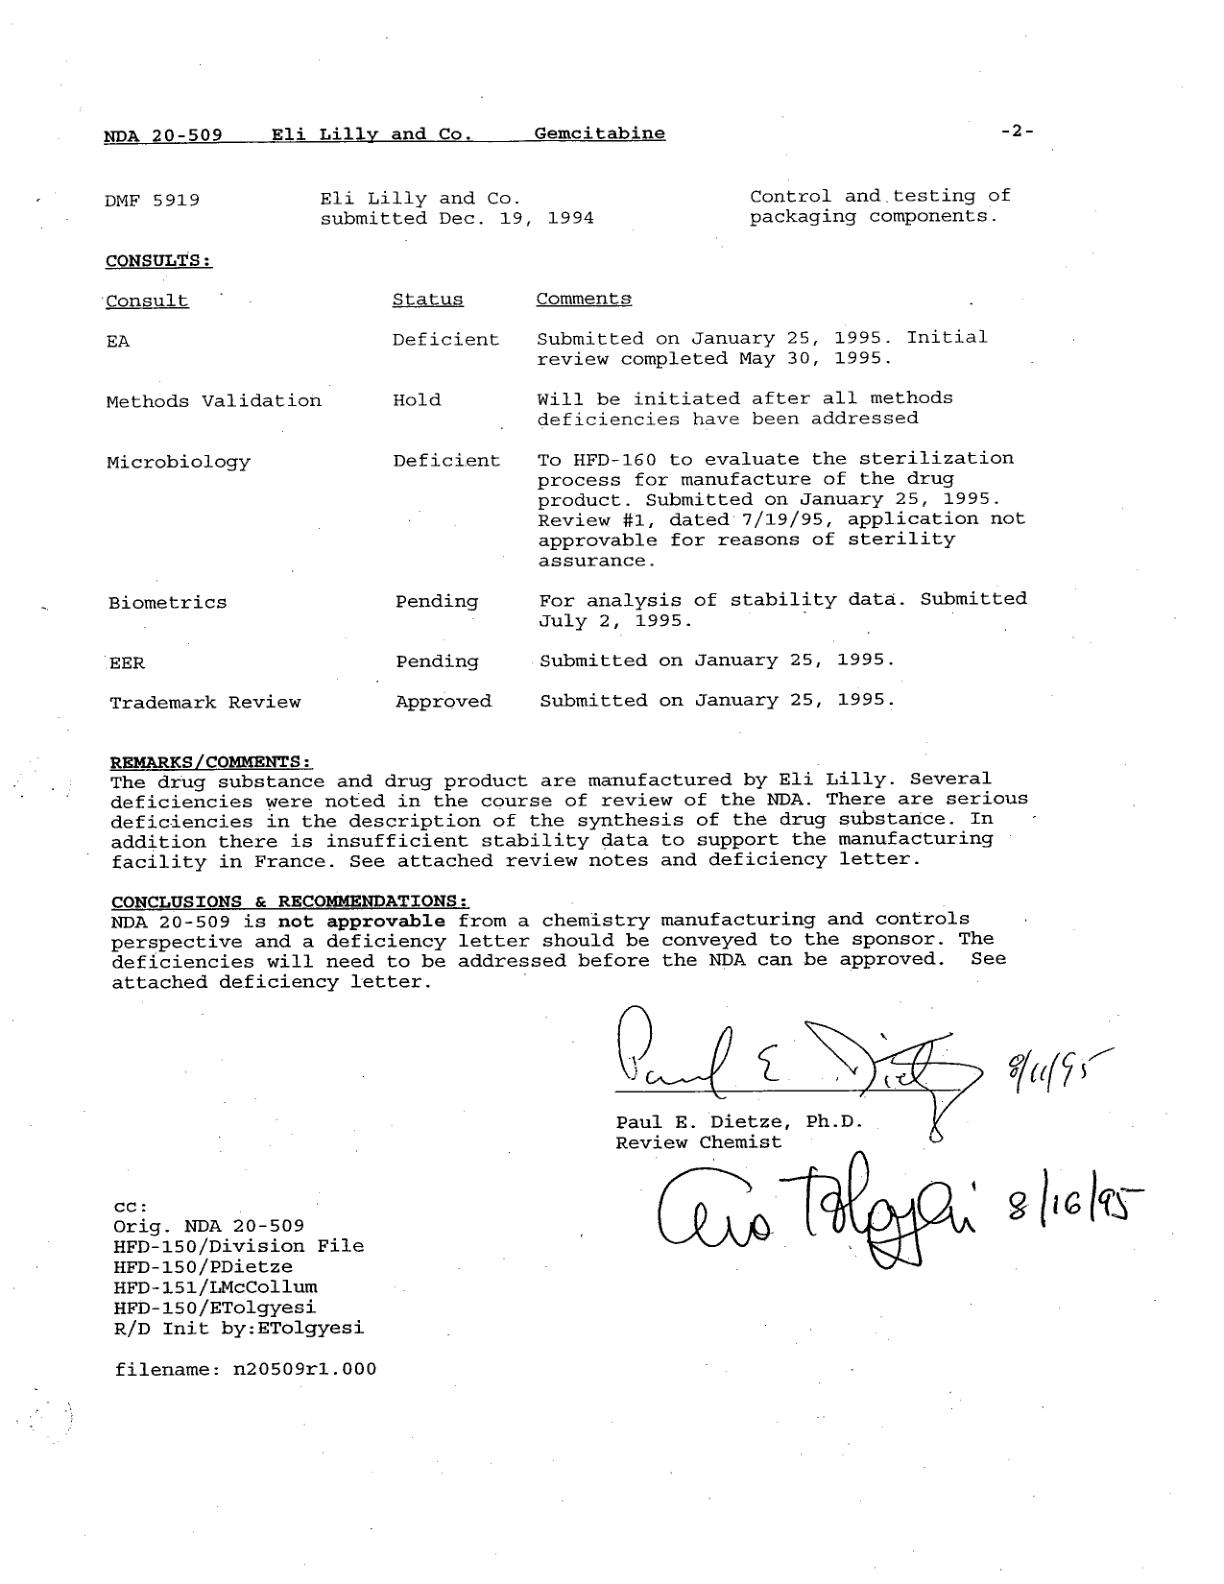 NDA 20-509 Eli Lilly and Co. Gemcitabine -2-
DMF 5919 Eli Lilly and Co. Control and testing of
submitted Dec. 19, 1994 packaging components.
CONSULTS:
Consult Status Comments
EA Deficient Submitted on January 25, 1995. Initial
review completed May 30, 1995.
Methods Validation Hold Will be initiated after all methods
deficiencies have been addressed
Microbiology Deficient To HFD-160 to evaluate the sterilization
process for manufacture of the drug
product. Submitted on January 25, 1995.
Review #1, dated 7/19/95, application not
approvable for reasons of sterility
assurance.
Biometrics Pending For analysis of stability data. Submitted
July 2, 1995.
EER Pending Submitted on January 25, 1995.
Trademark Review Approved Submitted on January 25, 1995.
REMARKS/COMMENTS:
The drug substance and drug product are manufactured by Eli Lilly. Several
deficiencies were noted in the course of review of the NDA. There are serious
deficiencies in the description of the synthesis of the drug substance. In
addition there is insufficient stability data to support the manufacturing
facility in France. See attached review notes and deficiency letter.
CONCLUSIONS & RECOMMENDATIONS:
NDA 20-509 is not approvable from a chemistry manufacturing and controls
perspective and a deficiency letter should be conveyed to the sponsor. The
deficiencies will need to be addressed before the NDA can be approved. See
attached deficiency letter.
Paul E. Dietz 8/11/95
Paul E. Dietze, Ph.D.
Review Chemist
Tolgyesi 8/16/95
cc:
Orig. NDA 20-509
HFD-150/Division File
HFD-150/PDietze
HFD-151/LMcCollum
HFD-150/ETolgyesi
R/D Init by:ETolgyesi
filename: n20509r1.000